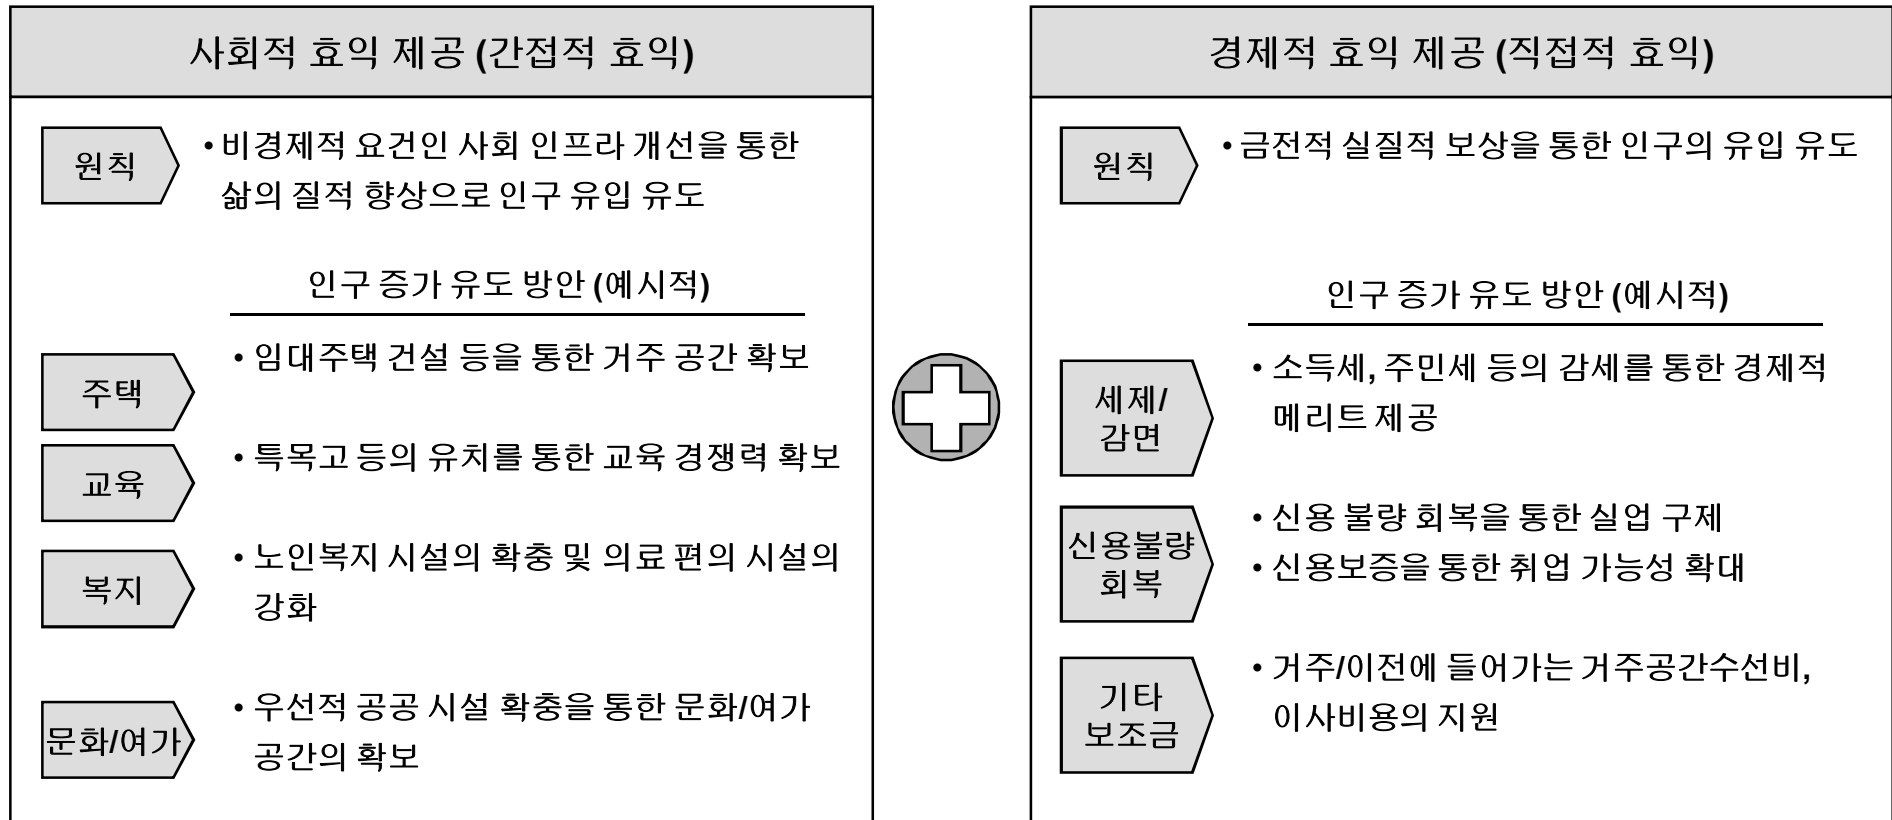 사회적 효익 제공 (간접적 효익)
원칙
• 비경제적 요건인 사회 인프라 개선을 통한
삶의 질적 향상으로 인구 유입 유도
인구 증가 유도 방안 (예시적)
주택
• 임대주택 건설 등을 통한 거주 공간 확보
교육
• 특목고 등의 유치를 통한 교육 경쟁력 확보
복지
• 노인복지 시설의 확충 및 의료 편의 시설의
강화
문화/여가
• 우선적 공공 시설 확충을 통한 문화/여가
공간의 확보
경제적 효익 제공 (직접적 효익)
원칙
• 금전적 실질적 보상을 통한 인구의 유입 유도
인구 증가 유도 방안 (예시적)
세제/
감면
• 소득세, 주민세 등의 감세를 통한 경제적
메리트 제공
신용불량
회복
• 신용 불량 회복을 통한 실업 구제
• 신용보증을 통한 취업 가능성 확대
기타
보조금
• 거주/이전에 들어가는 거주공간수선비,
이사비용의 지원